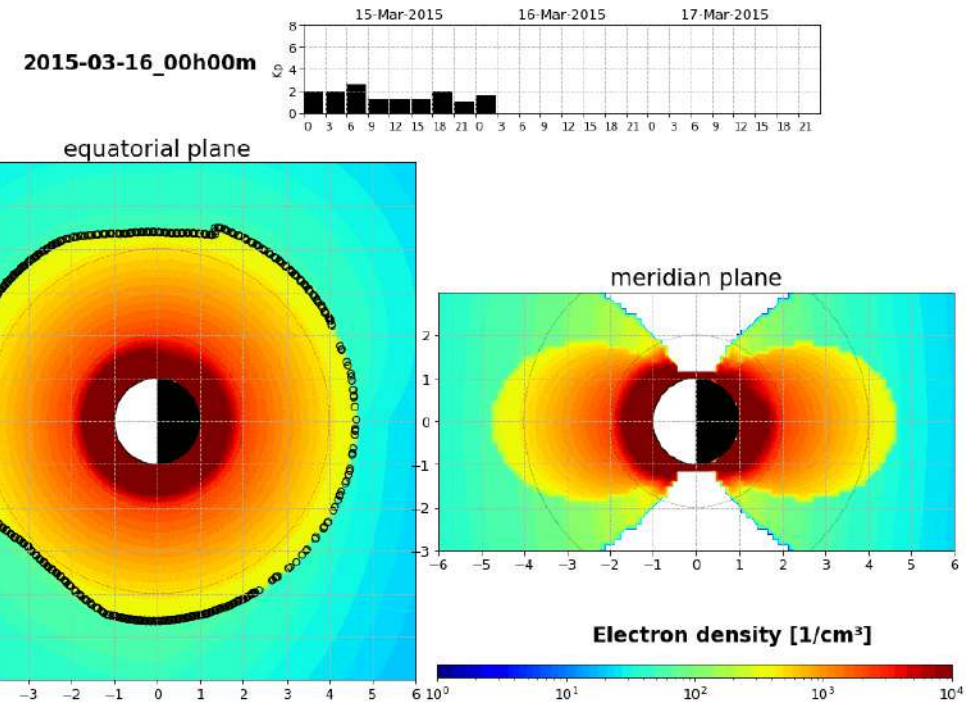 15-Mar-2015 16-Mar-2015 17-Mar-2015
2015-03-16_00h00m
Kp
8
6
4
2
0
0 3 6 9 12 15 18 21 0 3 6 9 12 15 18 21 0 3 6 9 12 15 18 21
equatorial plane
meridian plane
2
1
0
−1
−2
−3
−6 −5 −4 −3 −2 −1 0 1 2 3 4 5 6
Electron density [1/cm³]
−3 −2 −1 0 1 2 3 4 5 6
10⁰ 10¹ 10² 10³ 10⁴